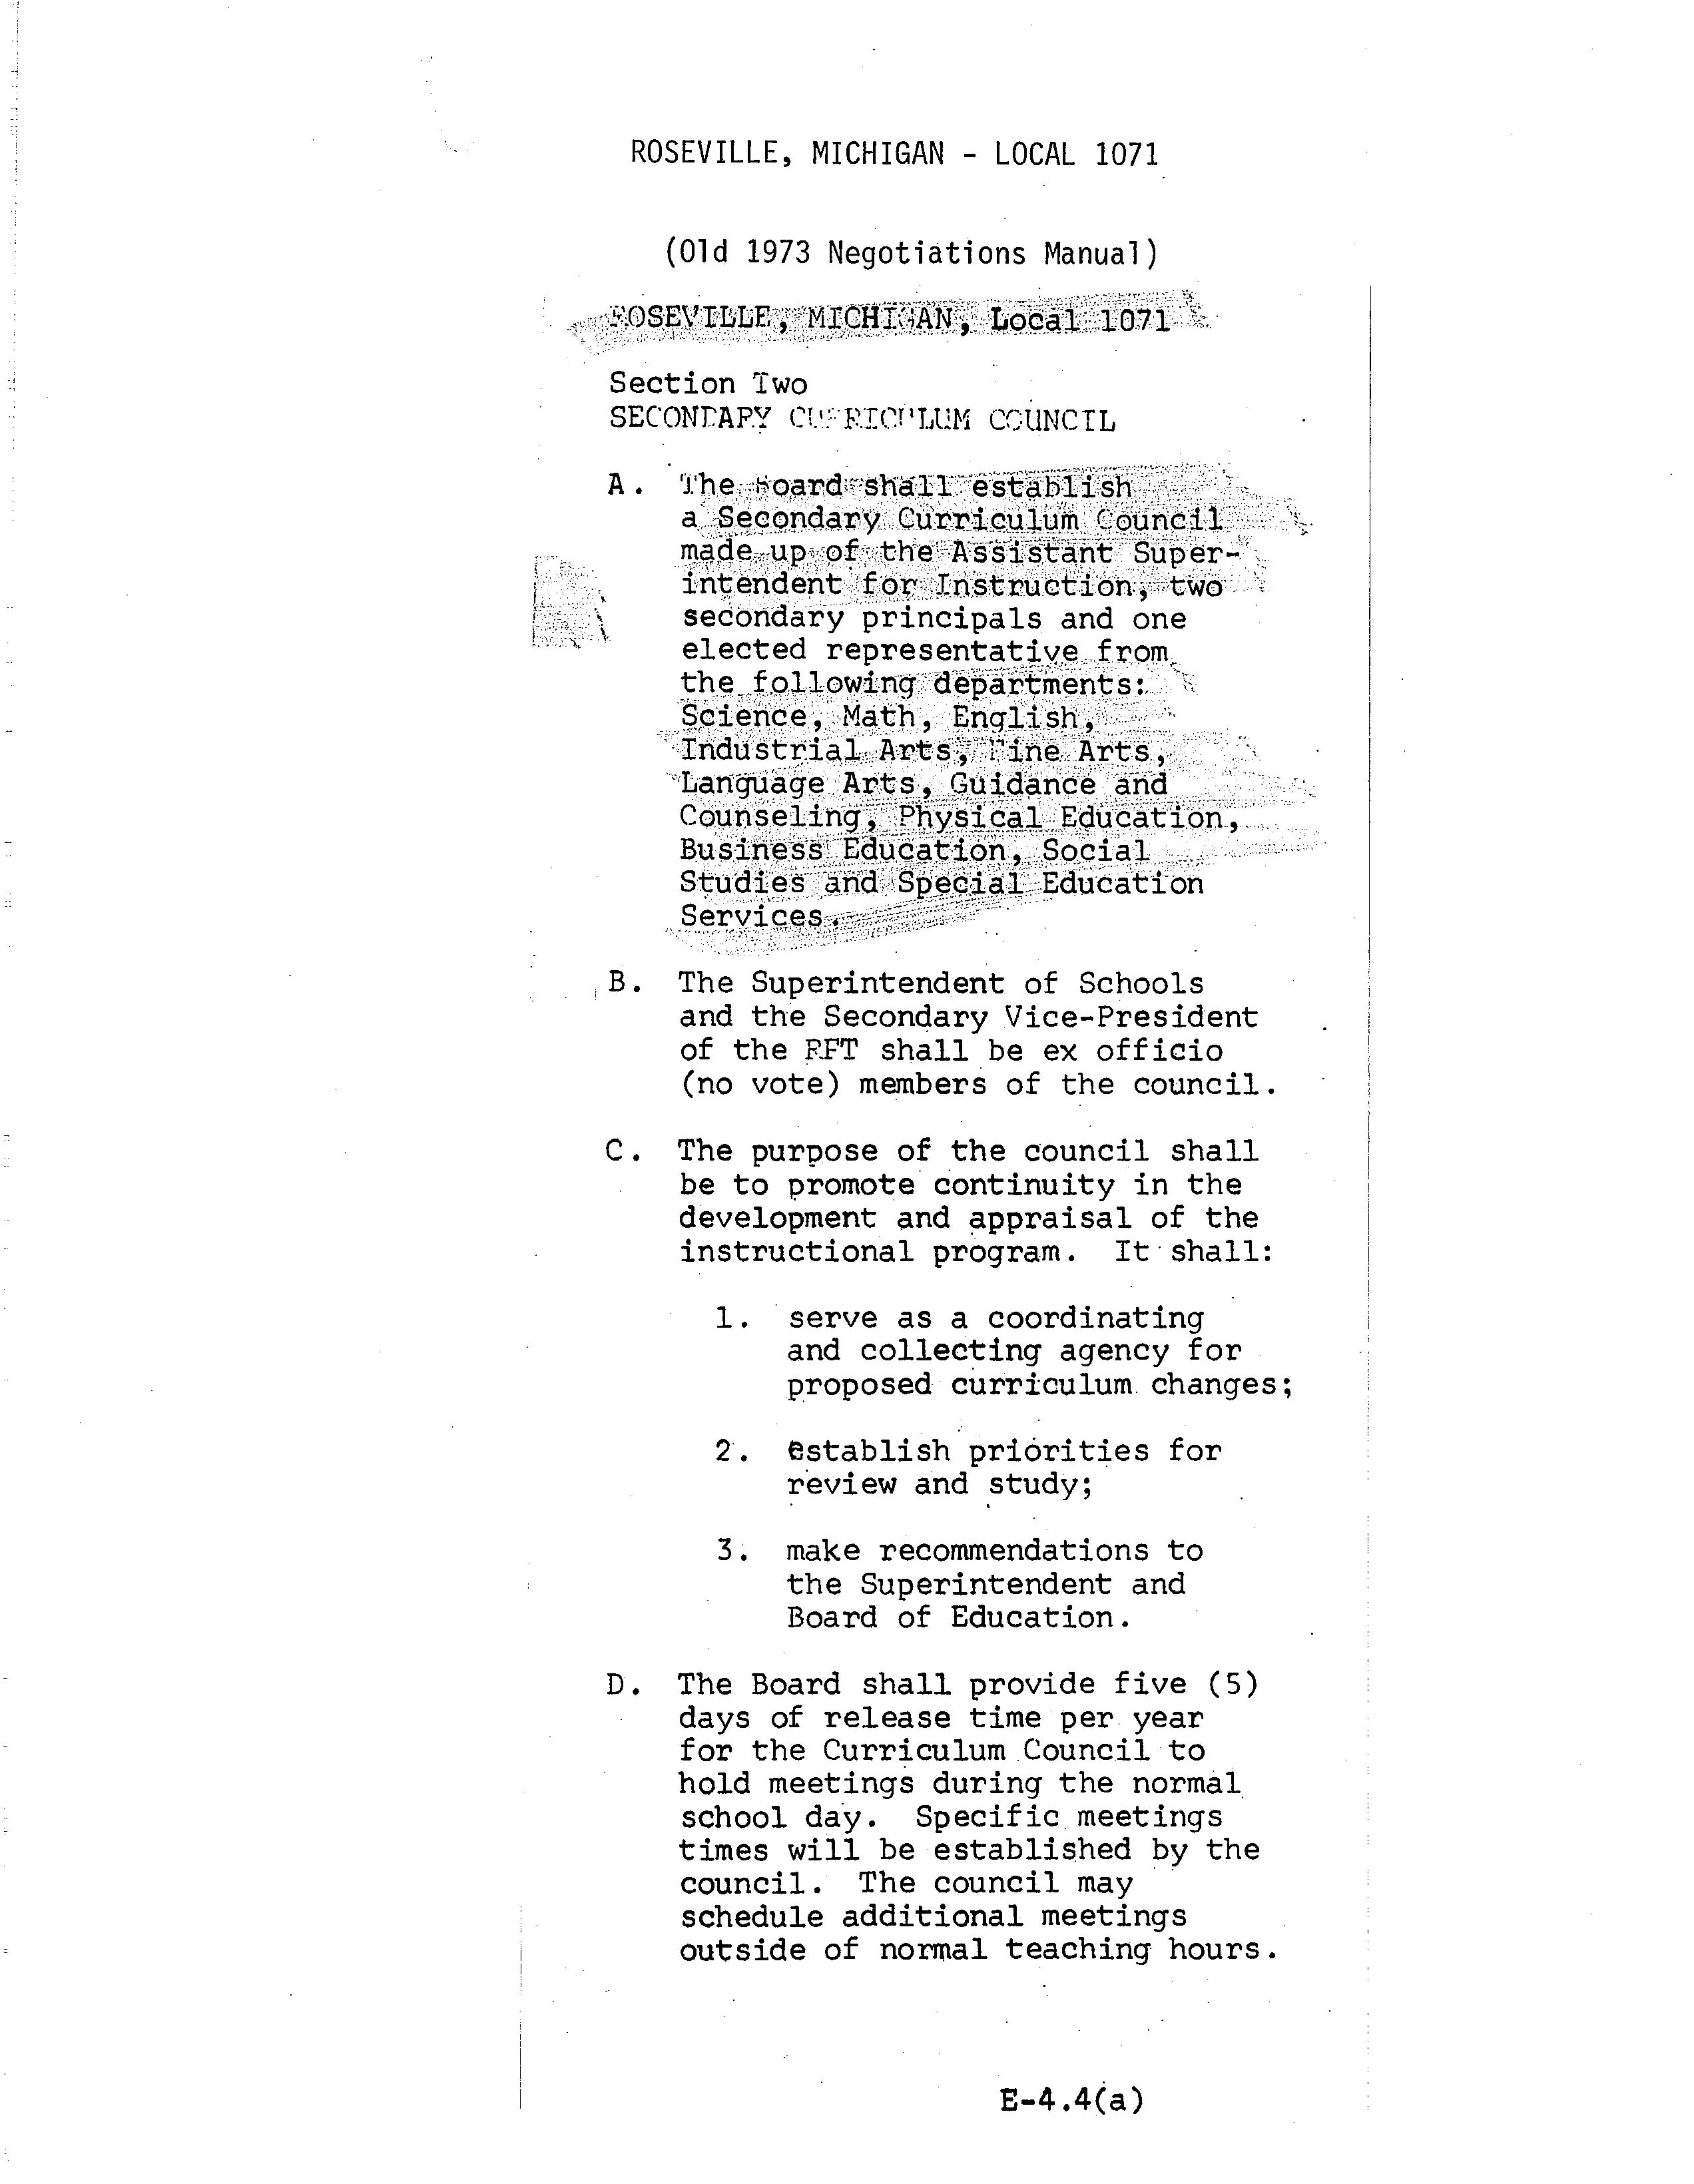 ROSEVILLE, MICHIGAN - LOCAL 1071
(Old 1973 Negotiations Manual)
ROSEVILLE, MICHIGAN, Local 1071
Section Two
SECONDARY CURRICULUM COUNCIL
A. The Board shall establish
a Secondary Curriculum Council
made up of the Assistant Super-
intendent for Instruction, two
secondary principals and one
elected representative from
the following departments:
Science, Math, English,
Industrial Arts, Fine Arts,
Language Arts, Guidance and
Counseling, Physical Education,
Business Education, Social
Studies and Special Education
Services.
B. The Superintendent of Schools
and the Secondary Vice-President
of the RFT shall be ex officio
(no vote) members of the council.
C. The purpose of the council shall
be to promote continuity in the
development and appraisal of the
instructional program. It shall:
1. serve as a coordinating
and collecting agency for
proposed curriculum changes;
2. establish priorities for
review and study;
3. make recommendations to
the Superintendent and
Board of Education.
D. The Board shall provide five (5)
days of release time per year
for the Curriculum Council to
hold meetings during the normal
school day. Specific meetings
times will be established by the
council. The council may
schedule additional meetings
outside of normal teaching hours.
E-4.4(a)